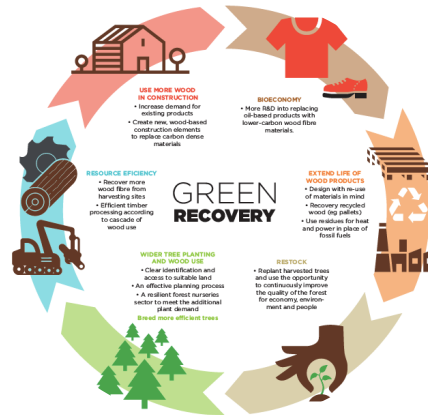 USE MORE WOOD
IN CONSTRUCTION
• Increase demand for
existing products
• Create new, wood-based
construction elements
to replace carbon dense
materials
BIOECONOMY
• More R&D into replacing
oil-based products with
lower-carbon wood fibre
materials.
RESOURCE EFICIENCY
• Recover more
wood fibre from
harvesting sites
• Efficient timber
processing according
to cascade of
wood use
GREEN
RECOVERY
EXTEND LIFE OF
WOOD PRODUCTS
• Design with re-use
of materials in mind
• Recovery recycled
wood (eg pallets)
• Use residues for heat
and power in place of
fossil fuels
WIDER TREE PLANTING
AND WOOD USE
• Clear identification and
access to suitable land
• An effective planning process
• A resilient forest nurseries
sector to meet the additional
plant demand
Breed more efficient trees
RESTOCK
• Replant harvested trees
and use the opportunity
to continuously improve
the quality of the forest
for economy, environ-
ment and people